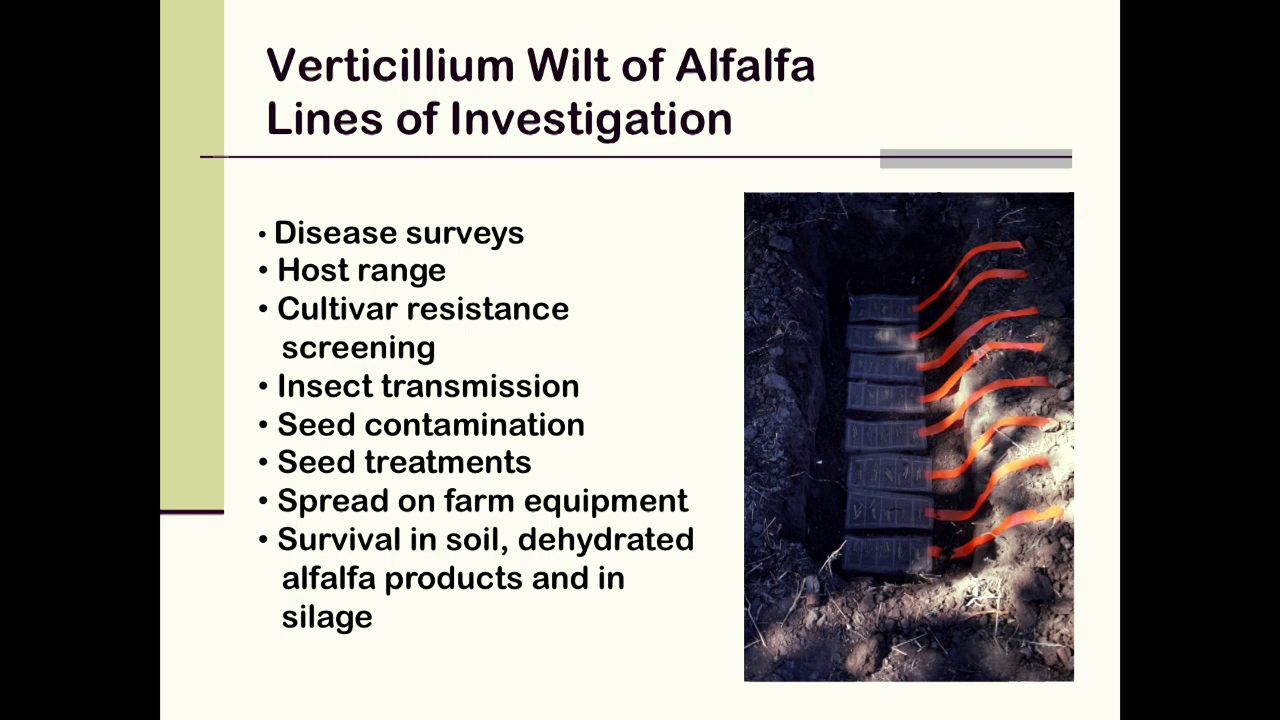 Verticillium Wilt of Alfalfa
Lines of Investigation
• Disease surveys
• Host range
• Cultivar resistance
screening
• Insect transmission
• Seed contamination
• Seed treatments
• Spread on farm equipment
• Survival in soil, dehydrated
alfalfa products and in
silage